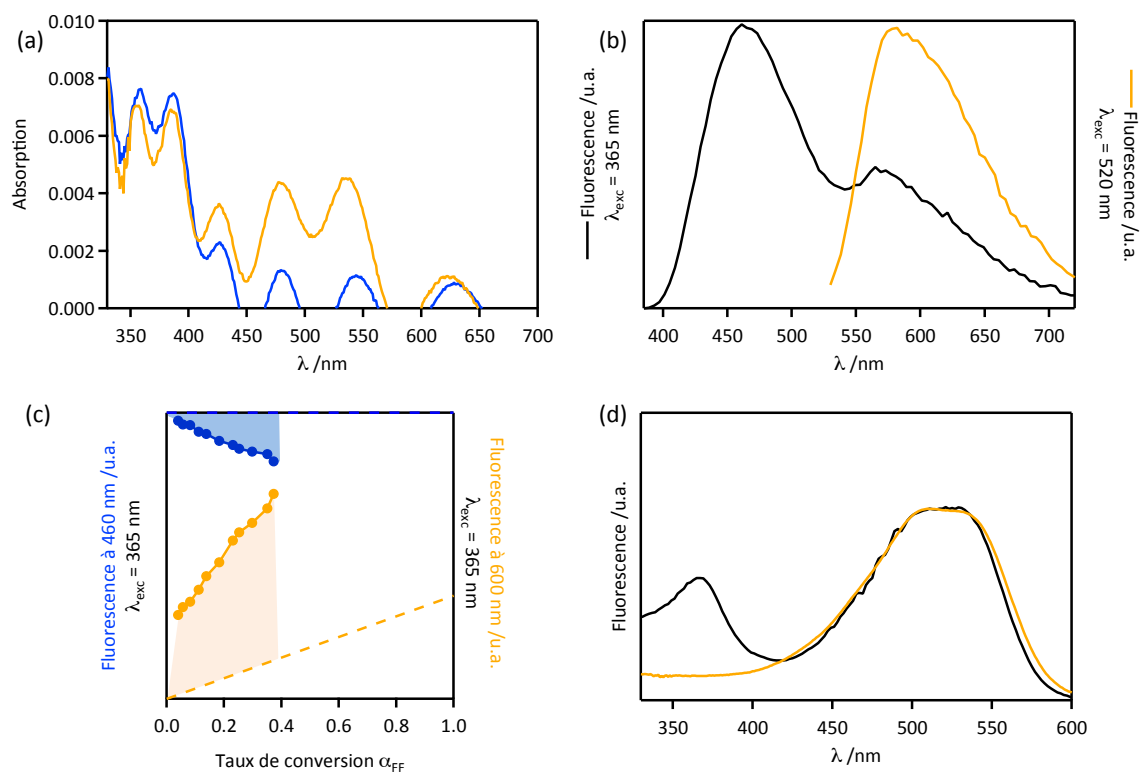 (a)
Absorption
0.010
0.008
0.006
0.004
0.002
0.000
350
400
450
500
550
600
650
700
λ /nm
(b)
Fluorescence /u.a.
λexc = 365 nm
Fluorescence /u.a.
λexc = 520 nm
400
450
500
550
600
650
700
λ /nm
(c)
Fluorescence à 460 nm /u.a.
λexc = 365 nm
λexc = 365 nm
Fluorescence à 600 nm /u.a.
0.0
0.2
0.4
0.6
0.8
1.0
Taux de conversion αFF
(d)
Fluorescence /u.a.
350
400
450
500
550
600
λ /nm